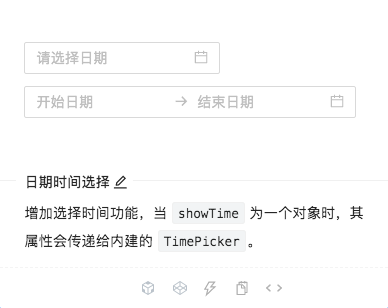 请选择日期
开始日期 → 结束日期
日期时间选择
增加选择时间功能，当 showTime 为一个对象时，其
属性会传递给内建的 TimePicker 。